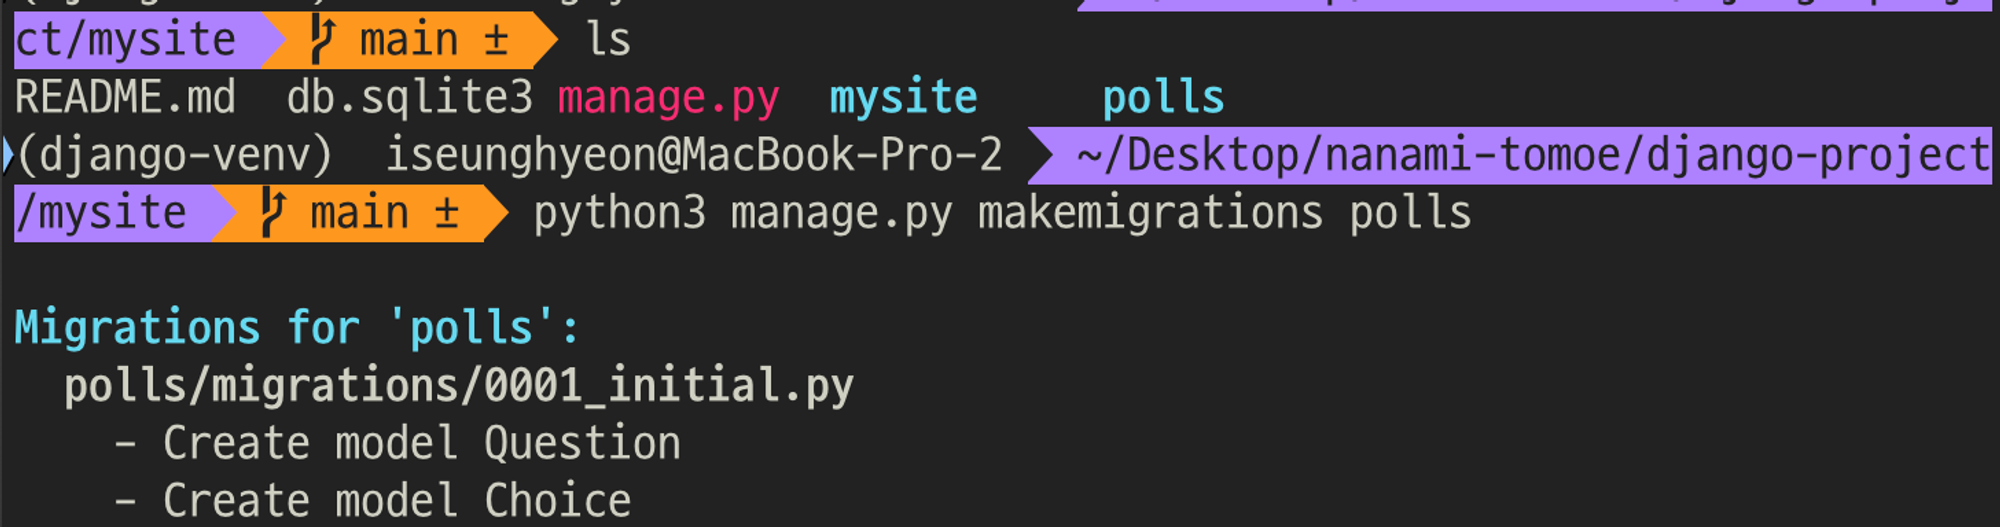 ct/mysite main ± ls
README.md db.sqlite3 manage.py mysite polls
(django-venv) iseunghyeon@MacBook-Pro-2 ~/Desktop/nanami-tomoe/django-project
/mysite main ± python3 manage.py makemigrations polls
Migrations for 'polls':
polls/migrations/0001_initial.py
- Create model Question
- Create model Choice